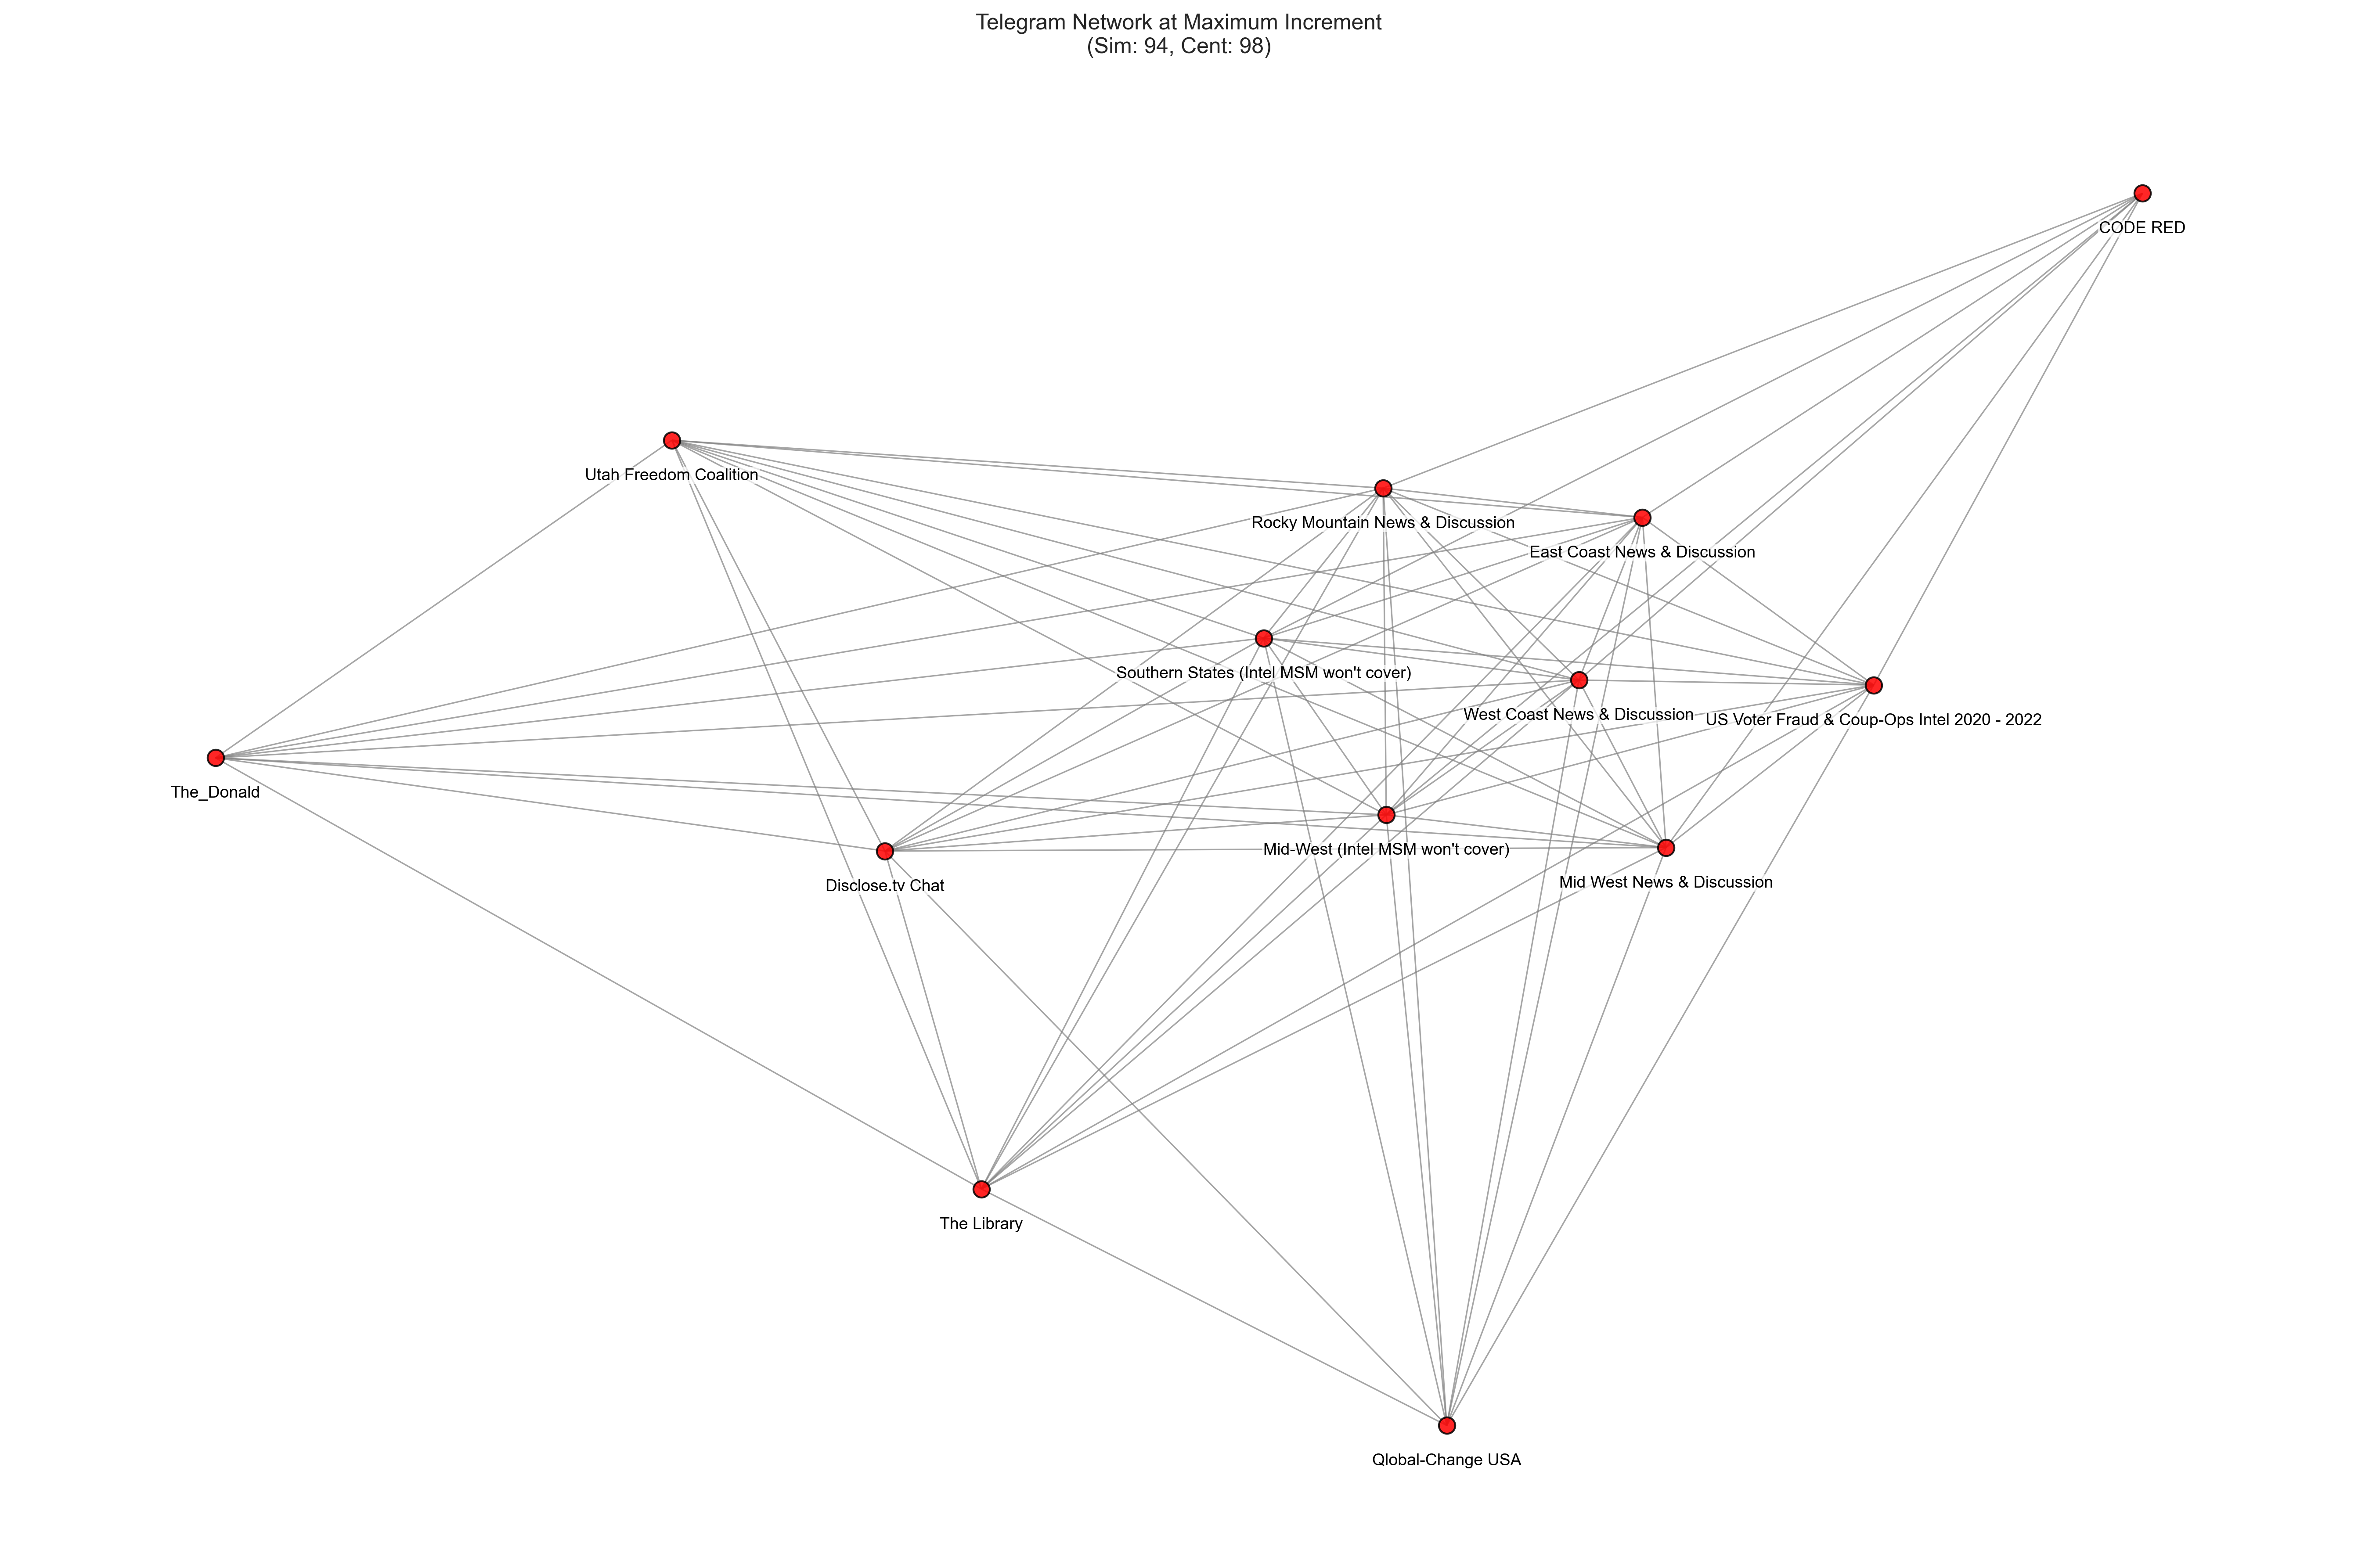 Telegram Network at Maximum Increment
(Sim: 94, Cent: 98)
CODE RED
Utah Freedom Coalition
Rocky Mountain News & Discussion
East Coast News & Discussion
Southern States (Intel MSM won't cover)
West Coast News & Discussion
US Voter Fraud & Coup-Ops Intel 2020 - 2022
The_Donald
Mid-West (Intel MSM won't cover)
Mid West News & Discussion
Disclose.tv Chat
The Library
Qlobal-Change USA